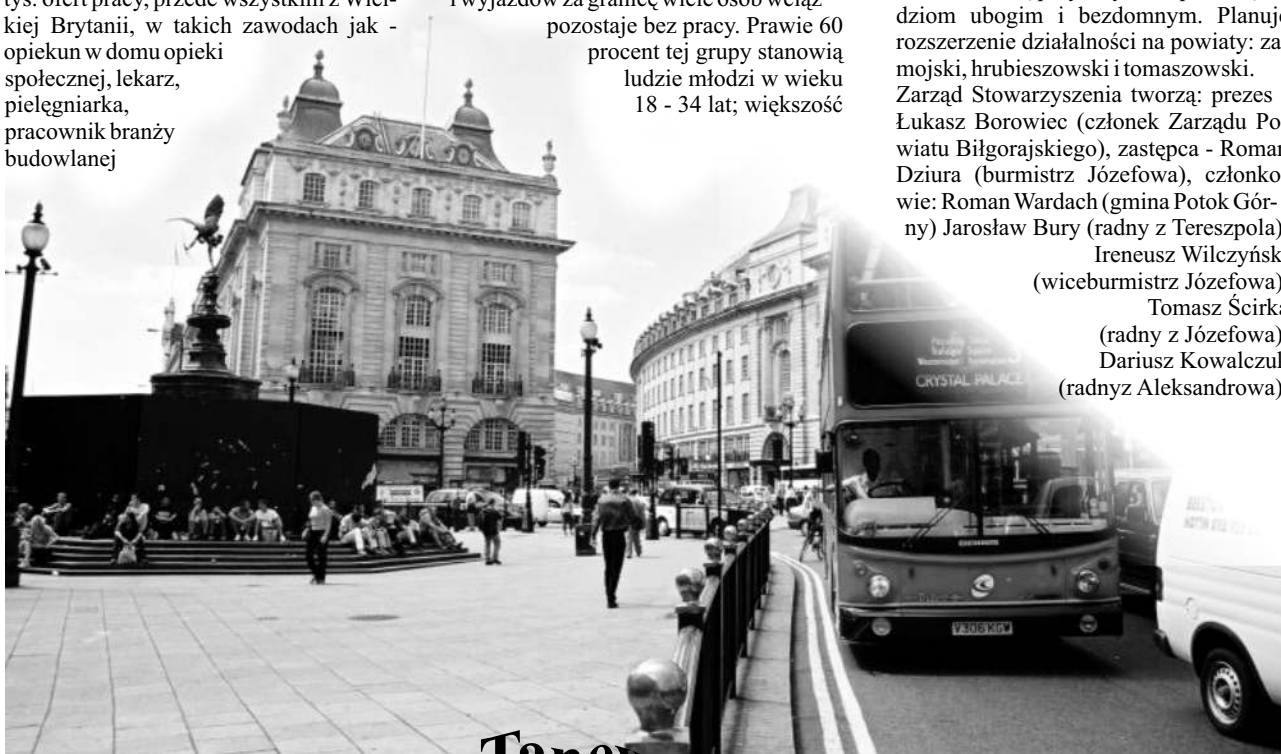 tys. ofert pracy, przede wszystkim z Wiel-
kiej Brytanii, w takich zawodach jak -
opiekun w domu opieki
społecznej, lekarz,
pielęgniarka,
pracownik branży
budowlanej
i wyjazdów za granicę wiele osób wciąż
pozostaje bez pracy. Prawie 60
procent tej grupy stanowią
ludzie młodzi w wieku
18 - 34 lat; większość
dziom ubogim i bezdomnym. Planuje
rozszerzenie działalności na powiaty: za-
mojski, hrubieszowski i tomaszowski.
Zarząd Stowarzyszenia tworzą: prezes
Łukasz Borowiec (członek Zarządu Po
wiatu Biłgorajskiego), zastępca - Roman
Dziura (burmistrz Józefowa), członko
wie: Roman Wardach (gmina Potok Gór-
ny) Jarosław Bury (radny z Tereszpola)
Ireneusz Wilczyńsk
(wiceburmistrz Józefowa)
Tomasz Ścirka
(radny z Józefowa)
Dariusz Kowalczuk
(radnyz Aleksandrowa)
CRYSTAL PALACE
V306 KGW
Tanew